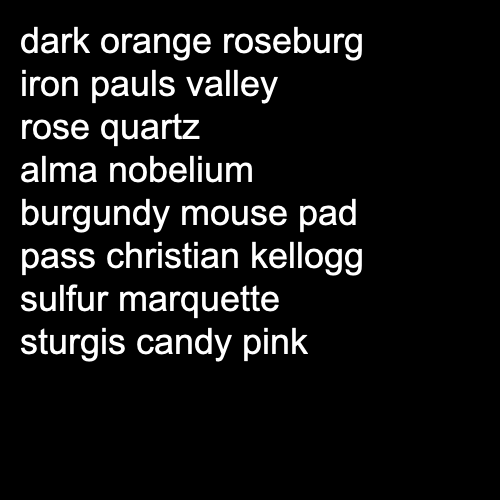 dark orange roseburg
iron pauls valley
rose quartz
alma nobelium
burgundy mouse pad
pass christian kellogg
sulfur marquette
sturgis candy pink